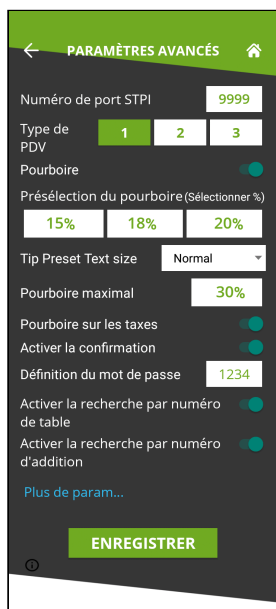 PARAMÈTRES AVANCÉS
Numéro de port STPI 9999
Type de PDV 1 2 3
Pourboire
Présélection du pourboire (Sélectionner %)
15% 18% 20%
Tip Preset Text size Normal
Pourboire maximal 30%
Pourboire sur les taxes
Activer la confirmation
Définition du mot de passe 1234
Activer la recherche par numéro
de table
Activer la recherche par numéro
d'addition
Plus de param...
ENREGISTRER